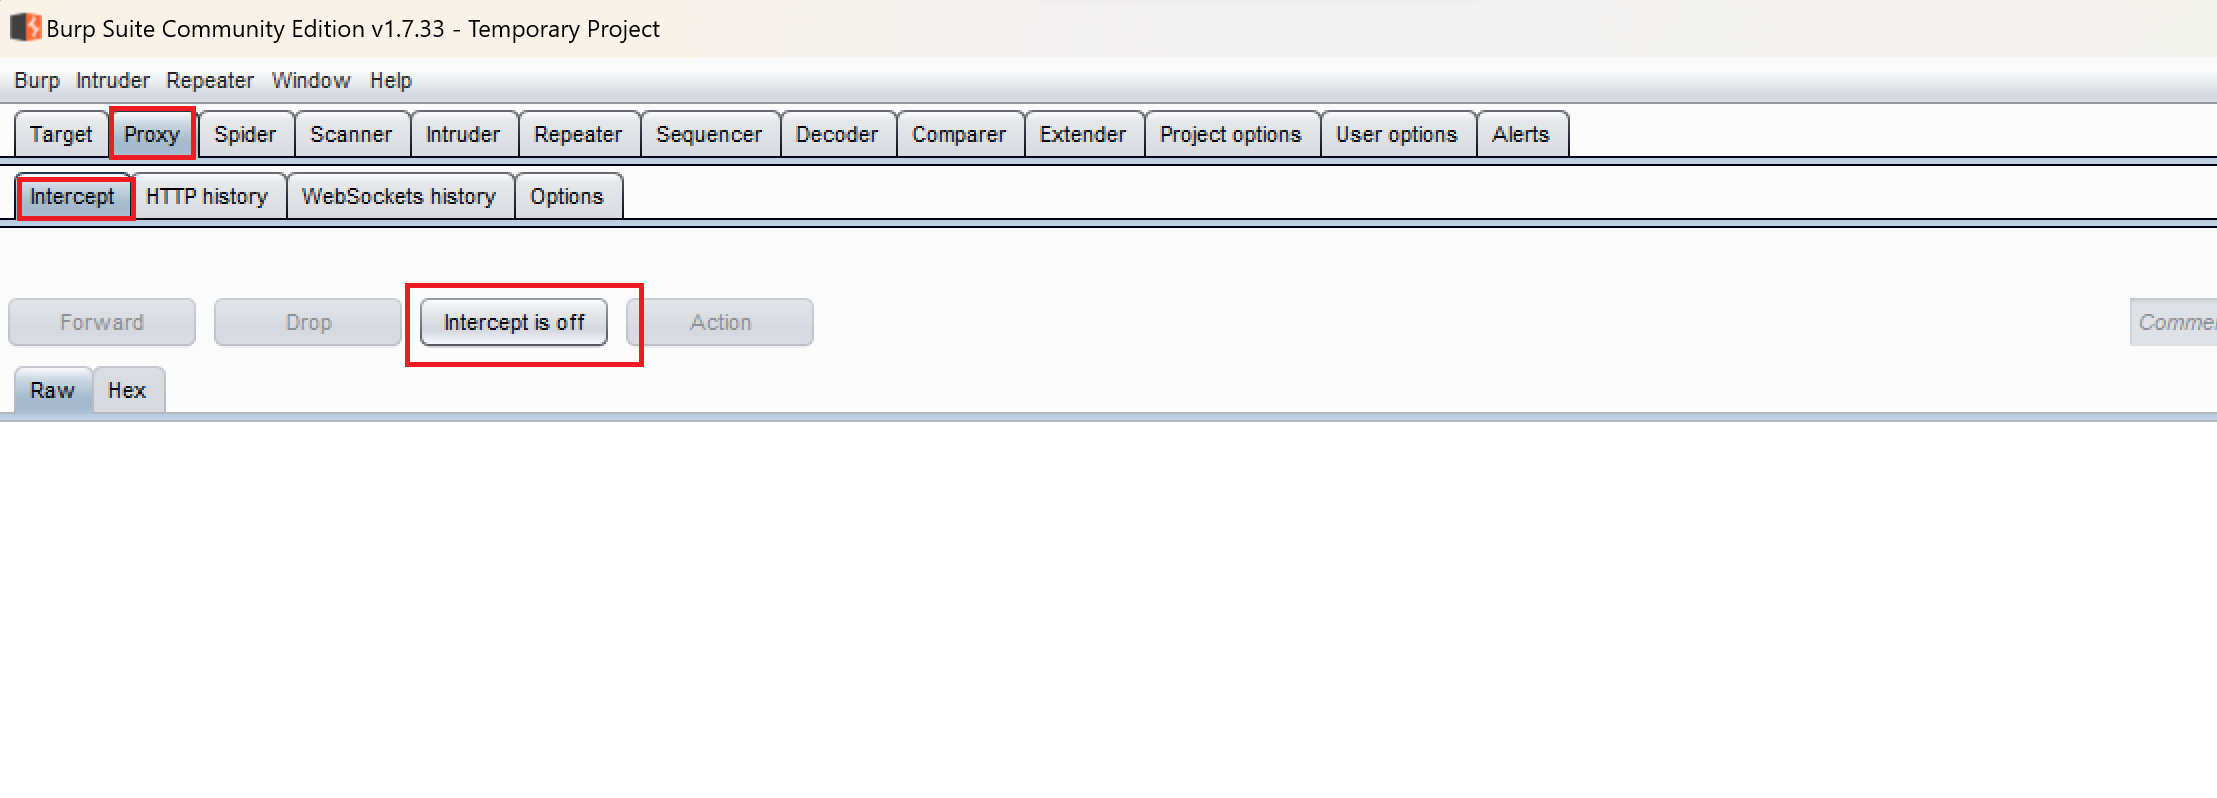 Burp Suite Community Edition v1.7.33 - Temporary Project
Burp Intruder Repeater Window Help
Target Proxy Spider Scanner Intruder Repeater Sequencer Decoder Comparer Extender Project options User options Alerts
Intercept HTTP history WebSockets history Options
Forward Drop Intercept is off Action
Raw Hex